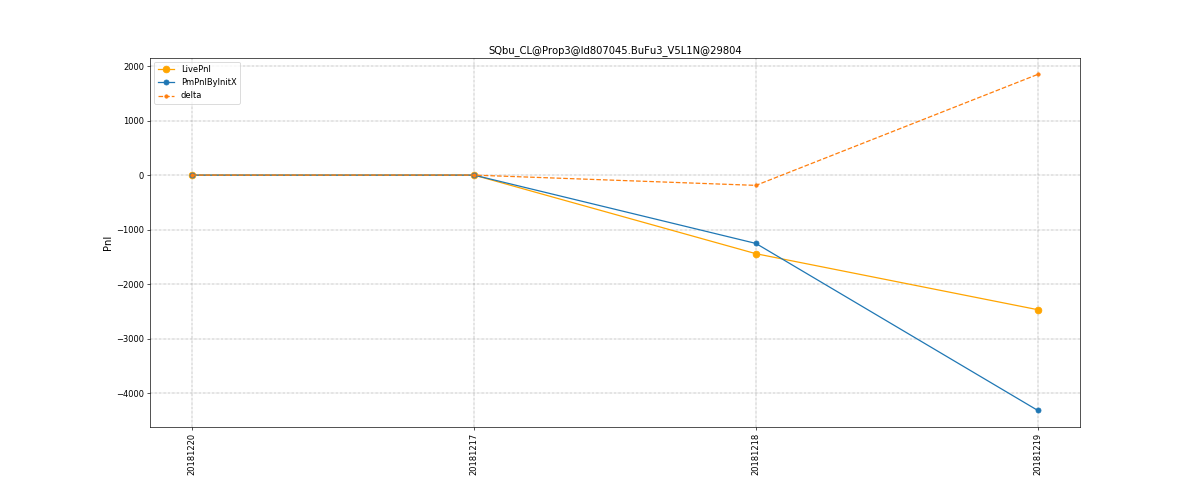 SQbu_CL@Prop3@Id807045.BuFu3_V5L1N@29804
LivePnl
PmPnlByInitX
delta
2000
1000
0
−1000
−2000
−3000
−4000
Pnl
20181220
20181217
20181218
20181219